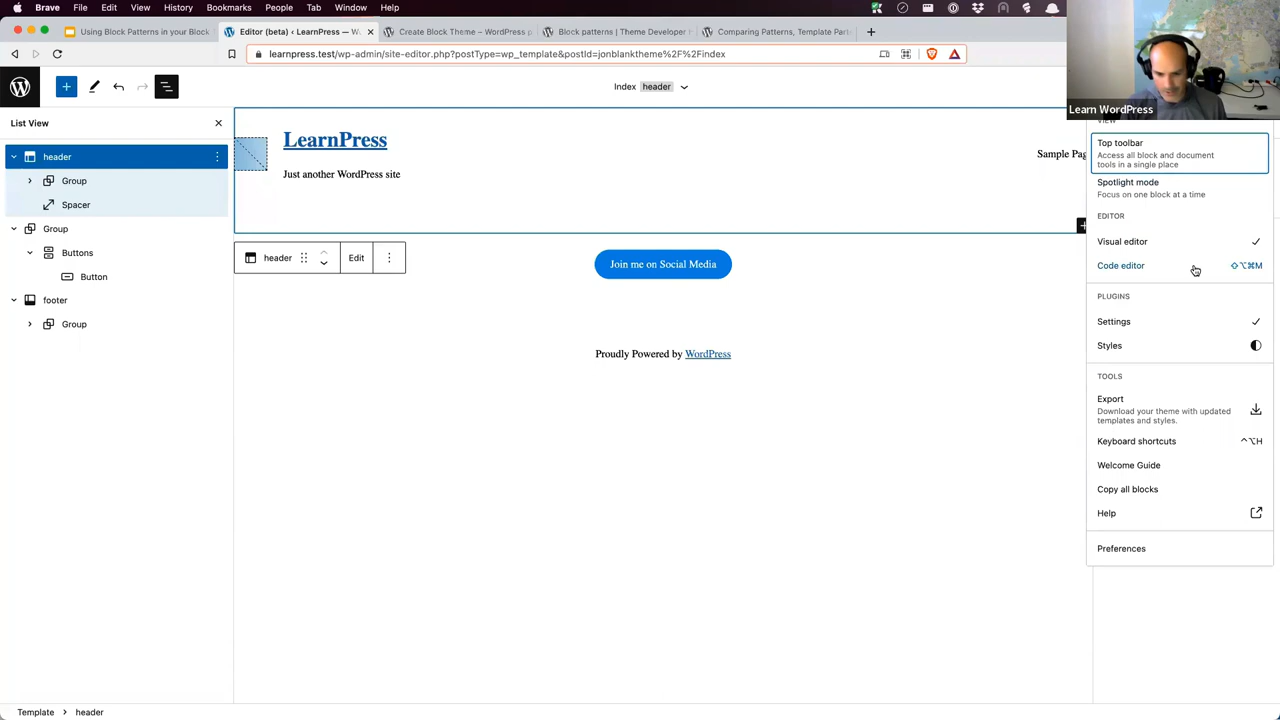 Brave File Edit View History Bookmarks People Tab Window Help
Using Block Patterns in your Block
Editor (beta) ‹ LearnPress — W
Create Block Theme – WordPress p
Block patterns | Theme Developer H
Comparing Patterns, Template Part
learnpress.test/wp-admin/site-editor.php?postType=wp_template&postId=jonblanktheme%2F%2Findex
Learn WordPress
Index header
List View
header
Group
Spacer
Group
Buttons
Button
footer
Group
LearnPress
Just another WordPress site
Sample Pag
header
Edit
Join me on Social Media
Proudly Powered by WordPress
VIEW
Top toolbar
Access all block and document
tools in a single place
Spotlight mode
Focus on one block at a time
EDITOR
Visual editor
Code editor ⇧⌥⌘M
PLUGINS
Settings
Styles
TOOLS
Export
Download your theme with updated
templates and styles.
Keyboard shortcuts ⌃⌥H
Welcome Guide
Copy all blocks
Help
Preferences
Template > header